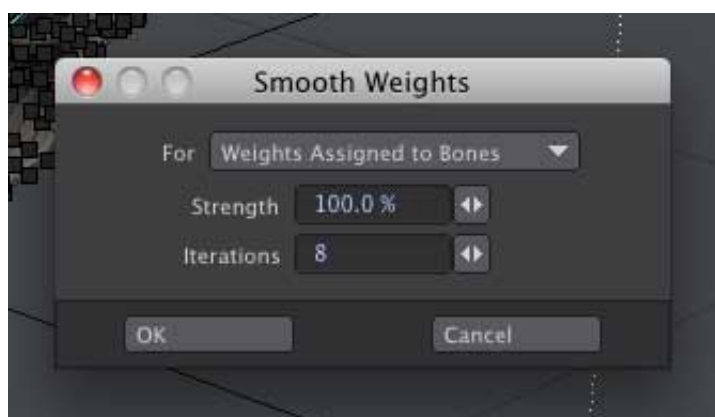 Smooth Weights
For Weights Assigned to Bones
Strength 100.0 %
Iterations 8
OK Cancel